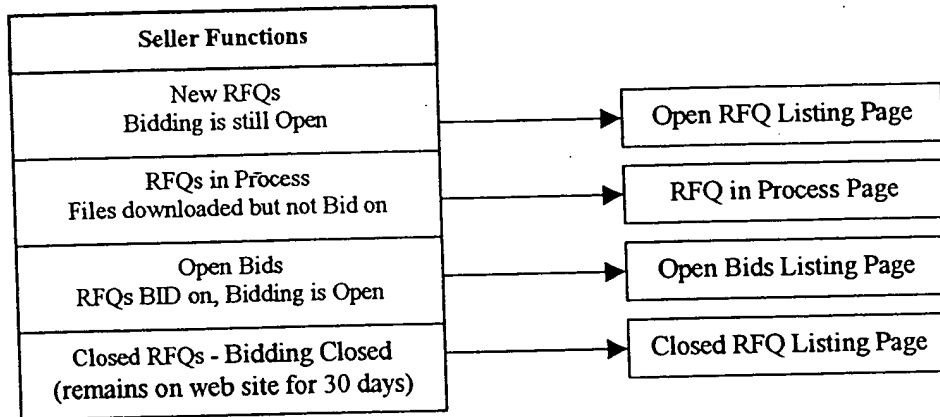 Seller Functions
New RFQs
Bidding is still Open
Open RFQ Listing Page
RFQs in Process
Files downloaded but not Bid on
RFQ in Process Page
Open Bids
RFQs BID on, Bidding is Open
Open Bids Listing Page
Closed RFQs - Bidding Closed
(remains on web site for 30 days)
Closed RFQ Listing Page